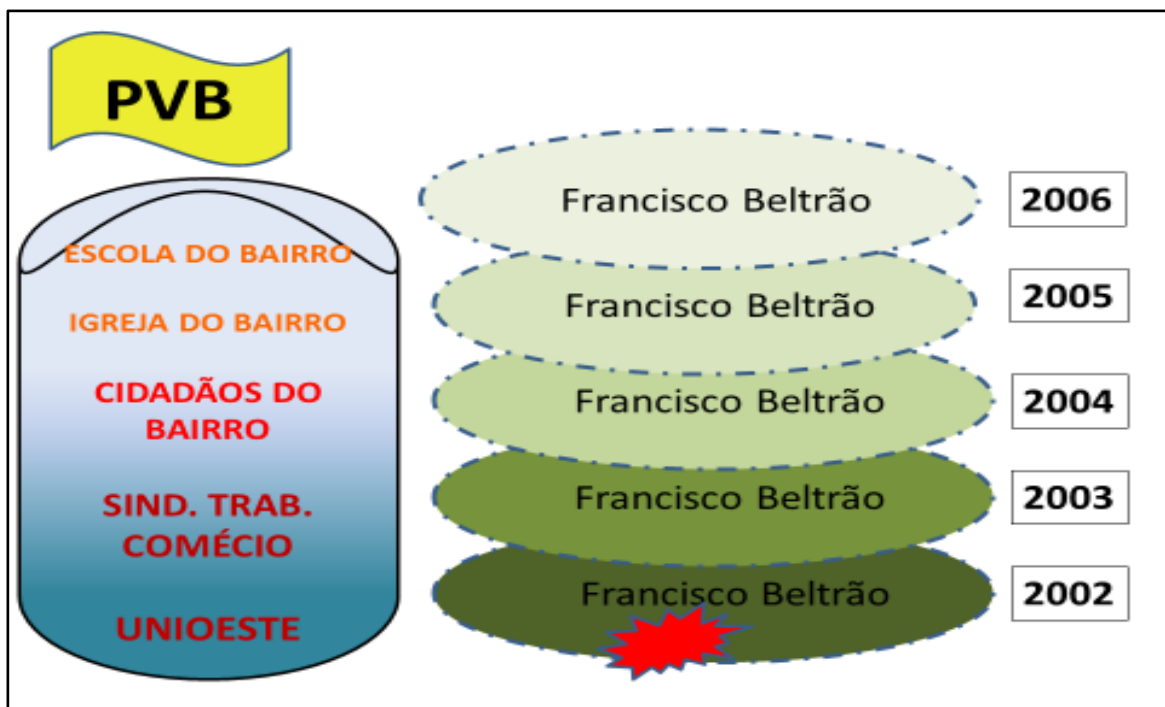 PVB
ESCOLA DO BAIRRO
IGREJA DO BAIRRO
CIDADÃOS DO
BAIRRO
SIND. TRAB.
COMÉCIO
UNIOESTE
Francisco Beltrão
2006
Francisco Beltrão
2005
Francisco Beltrão
2004
Francisco Beltrão
2003
Francisco Beltrão
2002